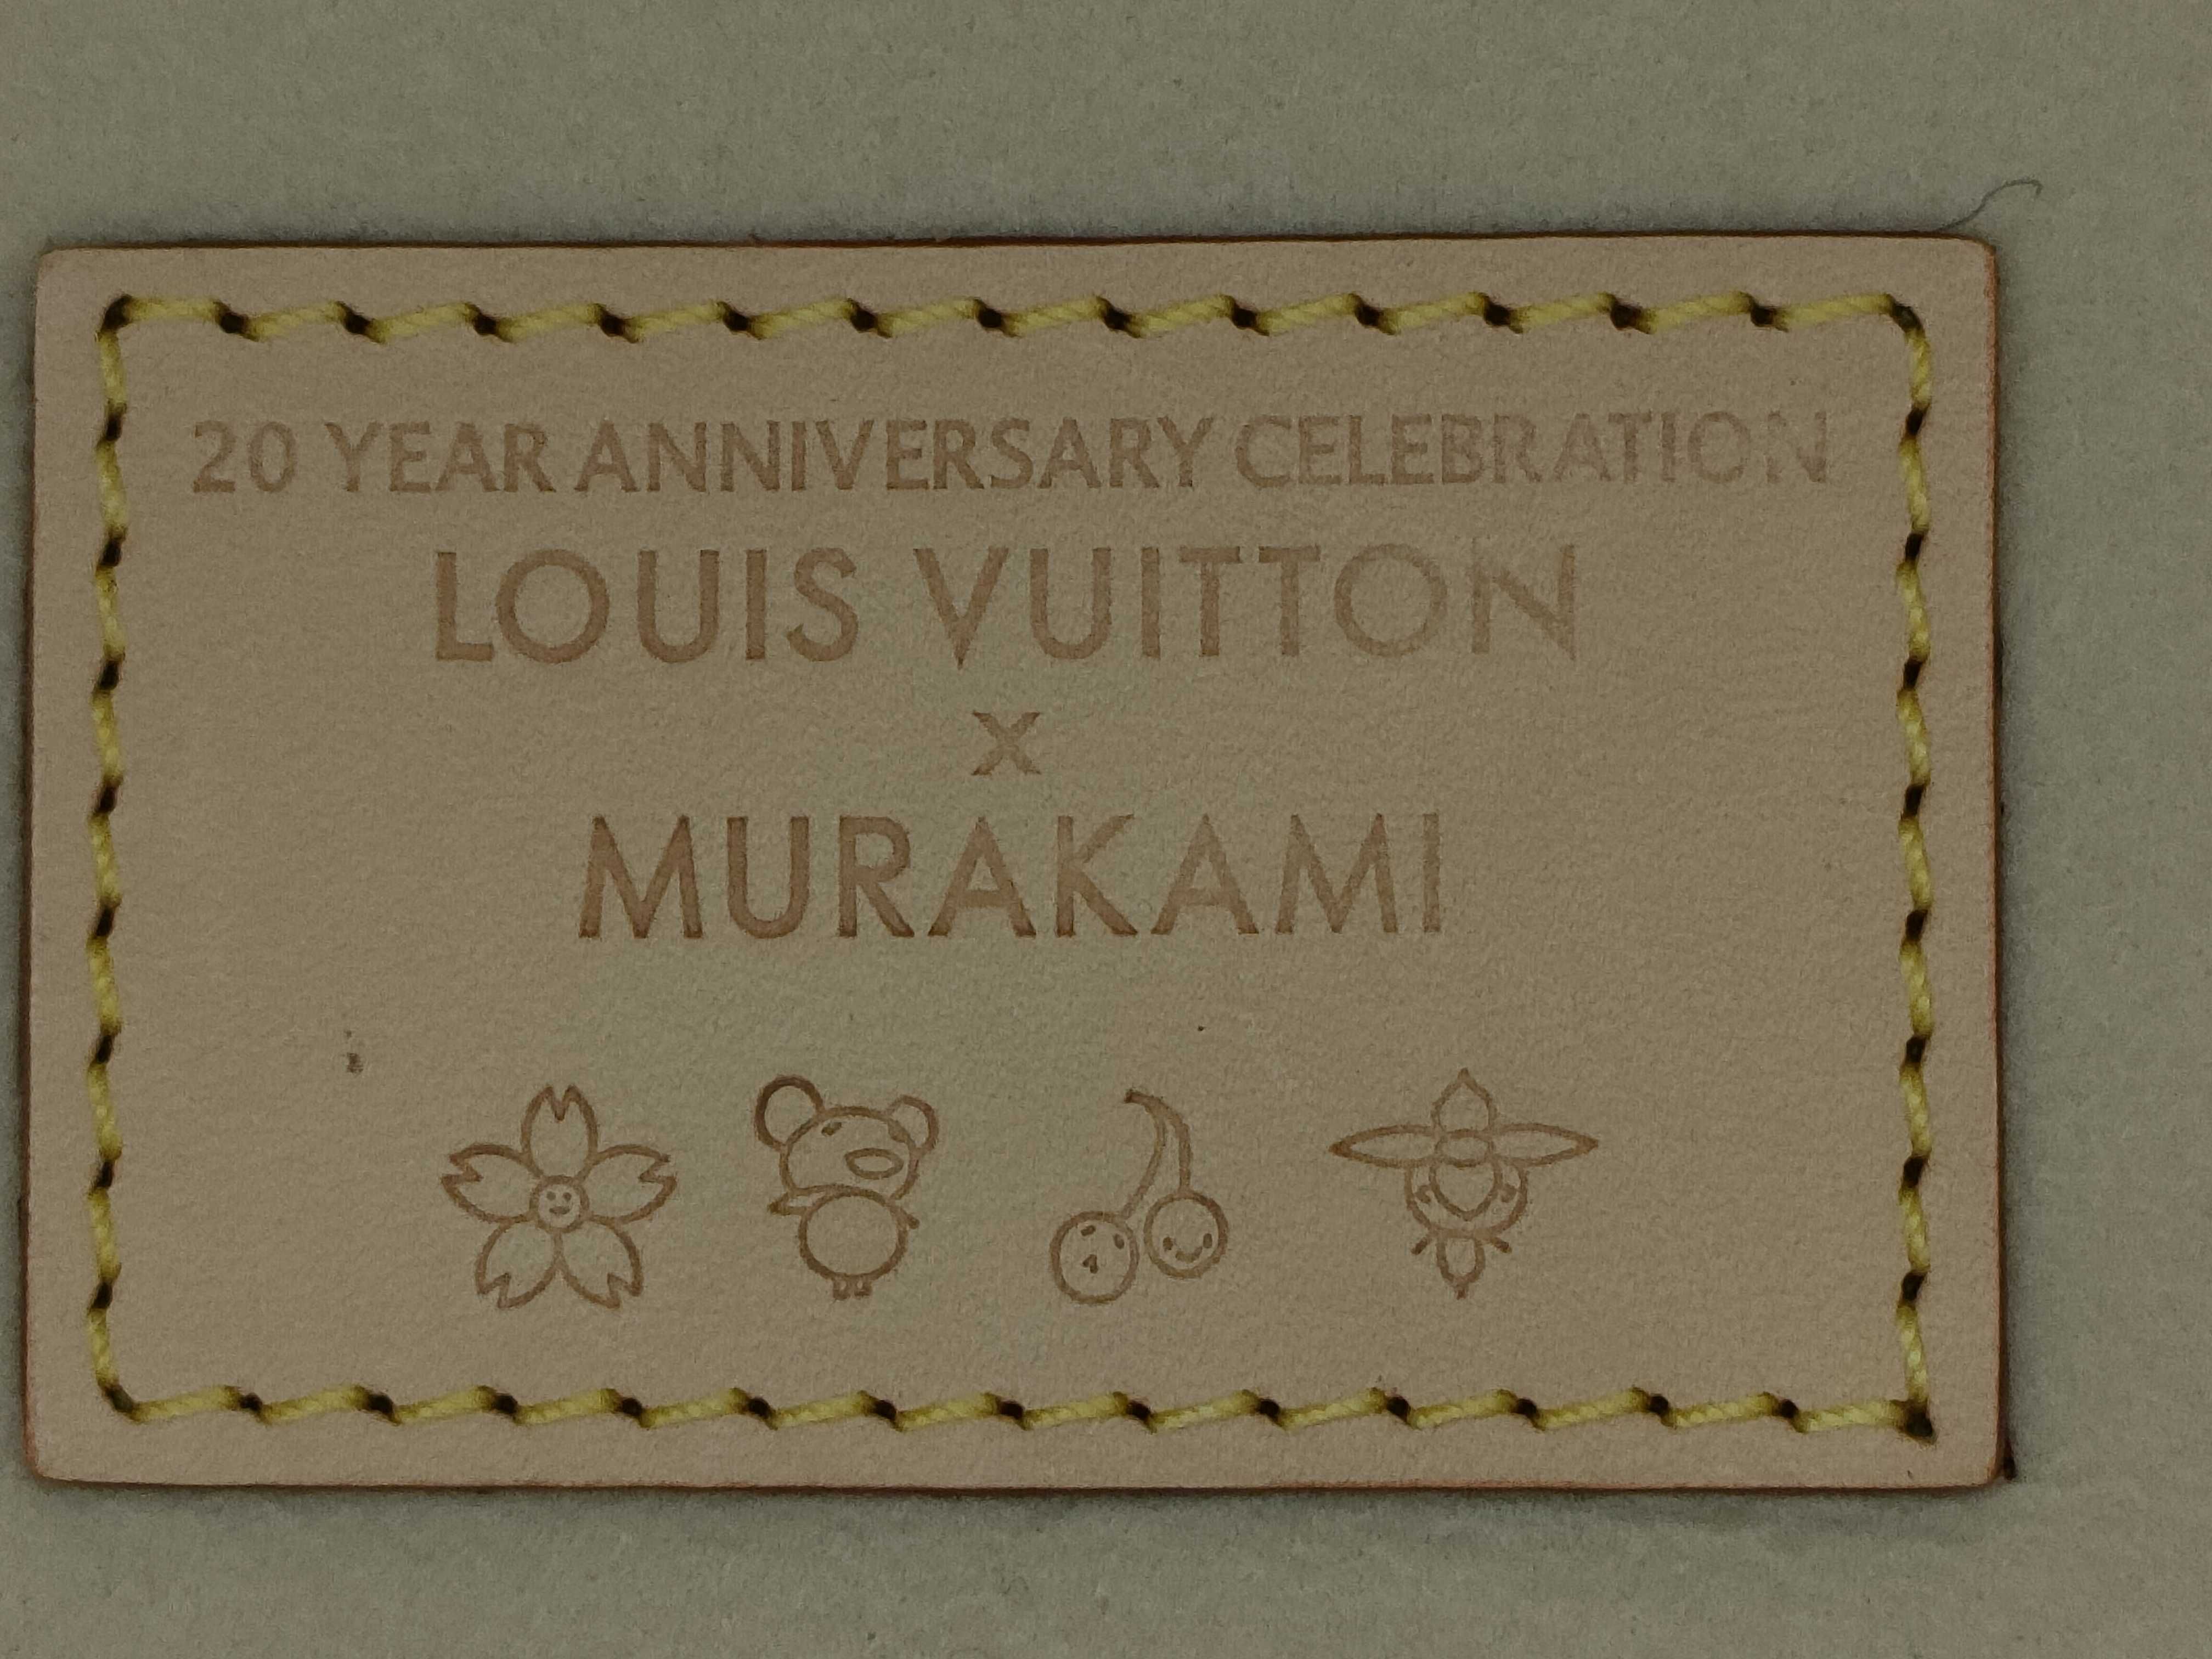 20 YEAR ANNIVERSARY CELEBRATION
LOUIS VUITTON
x
MURAKAMI